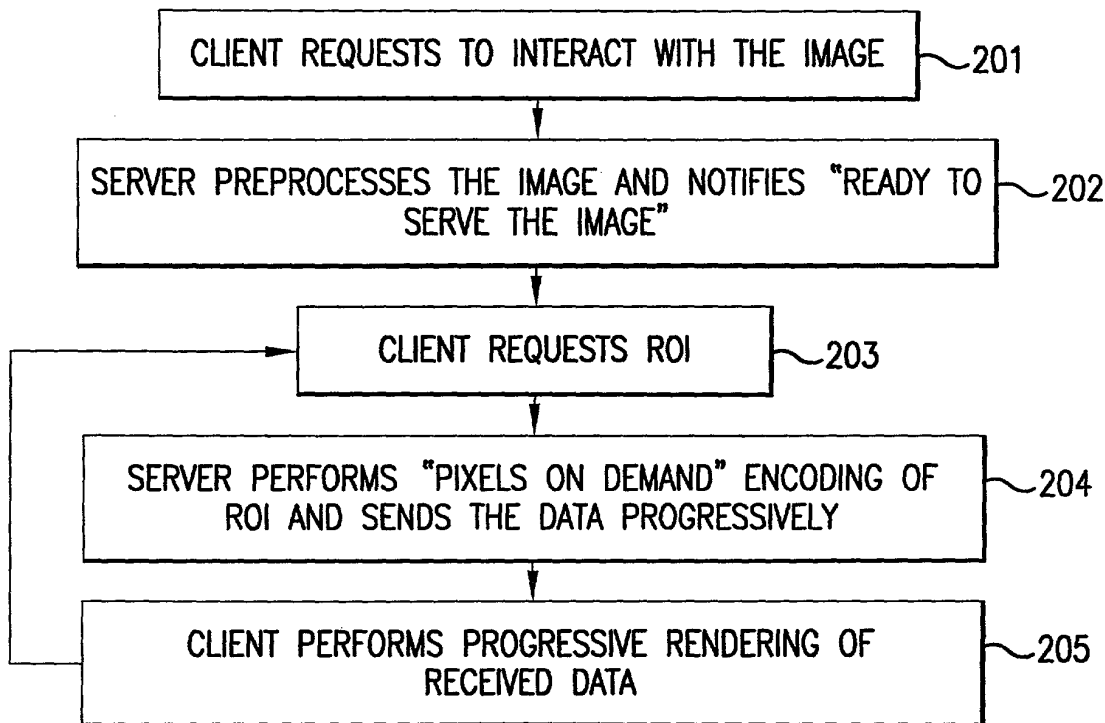 CLIENT REQUESTS TO INTERACT WITH THE IMAGE
201
SERVER PREPROCESSES THE IMAGE AND NOTIFIES "READY TO
SERVE THE IMAGE"
202
CLIENT REQUESTS ROI
203
SERVER PERFORMS "PIXELS ON DEMAND" ENCODING OF
ROI AND SENDS THE DATA PROGRESSIVELY
204
CLIENT PERFORMS PROGRESSIVE RENDERING OF
RECEIVED DATA
205